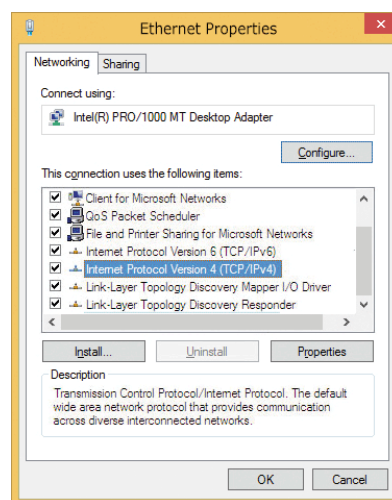 Ethernet Properties
Networking
Sharing
Connect using:
Intel(R) PRO/1000 MT Desktop Adapter
Configure...
This connection uses the following items:
Client for Microsoft Networks
QoS Packet Scheduler
File and Printer Sharing for Microsoft Networks
Internet Protocol Version 6 (TCP/IPv6)
Internet Protocol Version 4 (TCP/IPv4)
Link-Layer Topology Discovery Mapper I/O Driver
Link-Layer Topology Discovery Responder
Install...
Uninstall
Properties
Description
Transmission Control Protocol/Internet Protocol. The default
wide area network protocol that provides communication
across diverse interconnected networks.
OK
Cancel